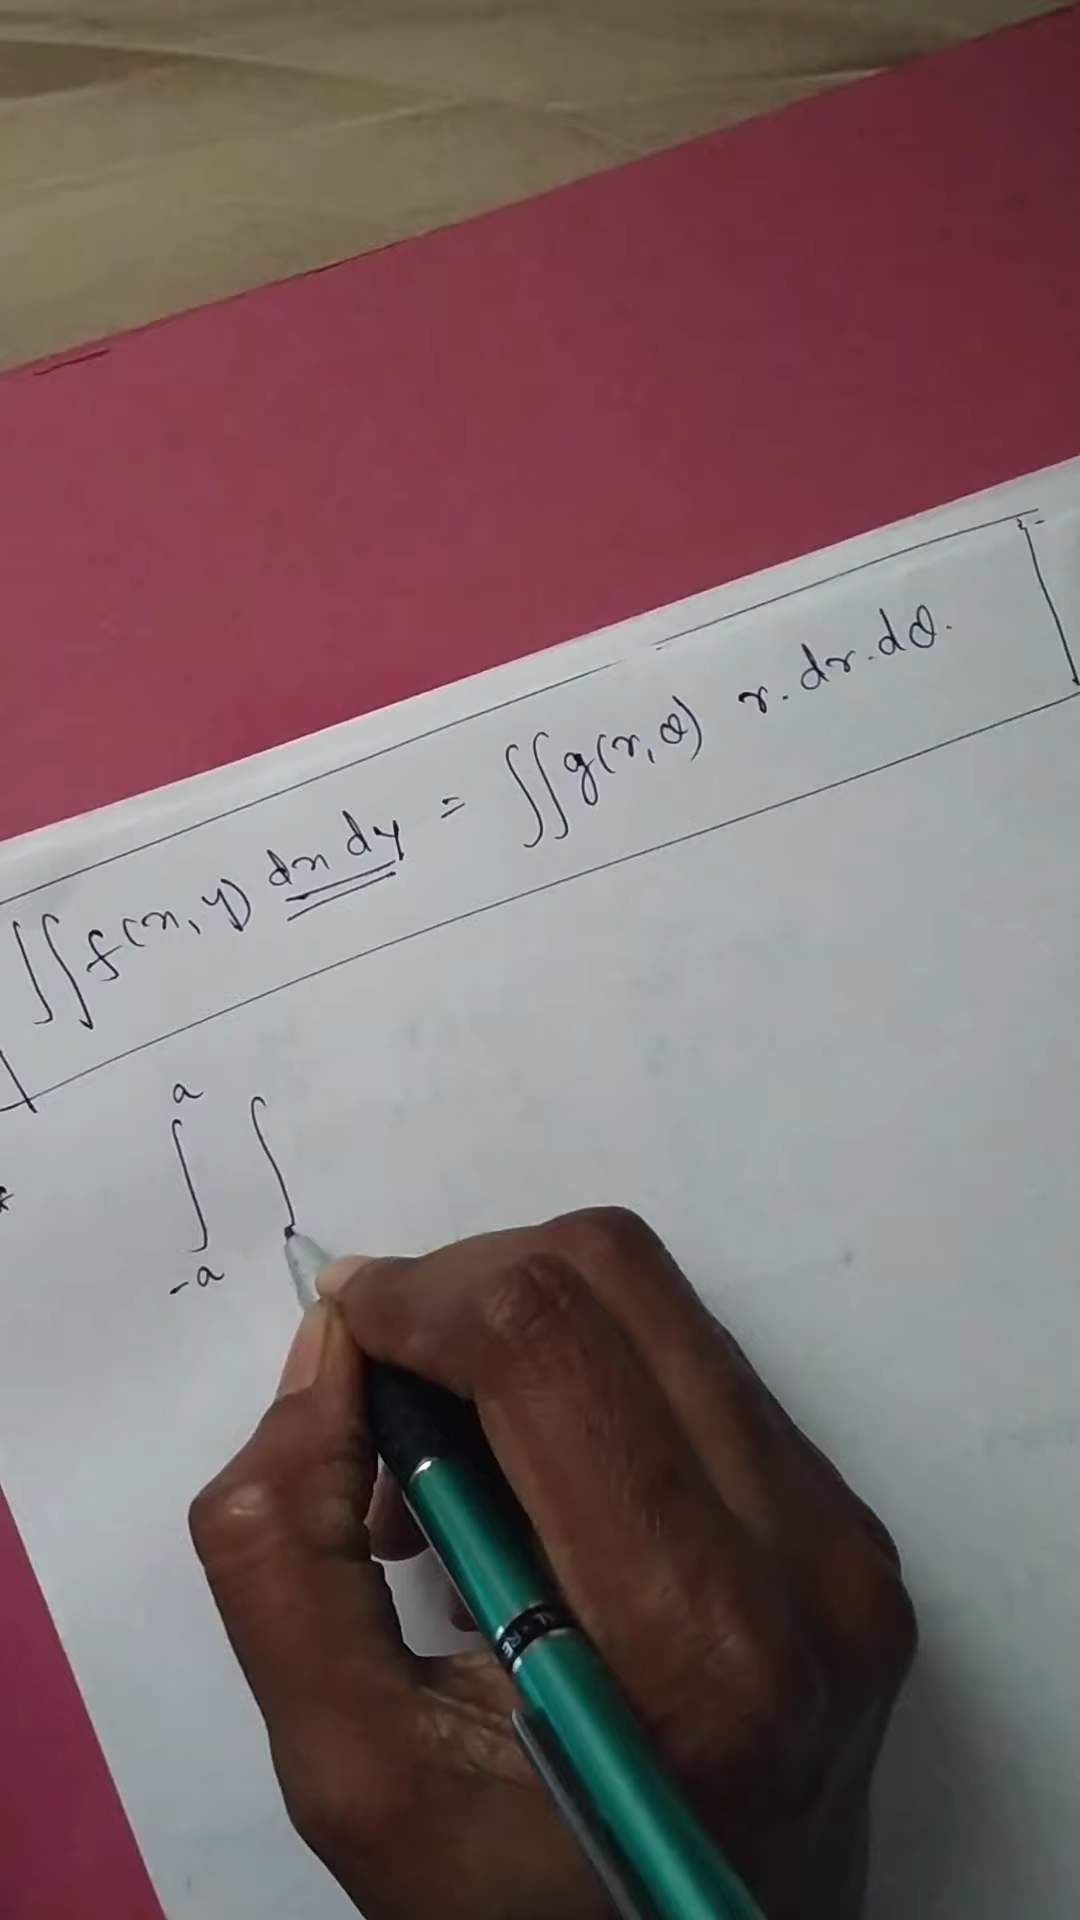 ∫∫f(x,y) dx dy = ∫∫g(r,θ) r. dr. dθ.
*
a
∫ ∫
-a